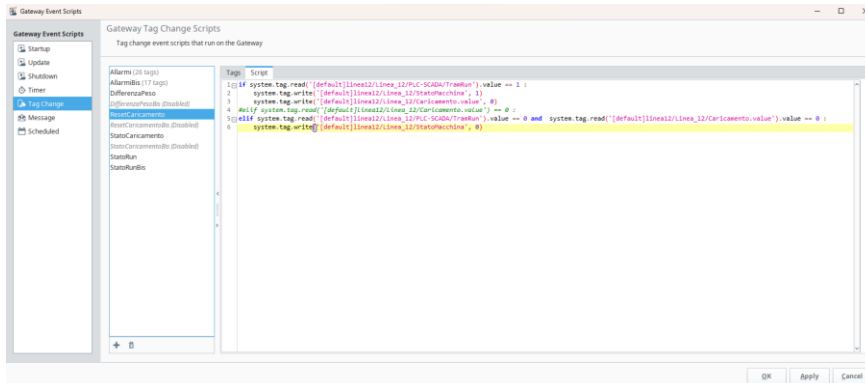 Gateway Event Scripts
Gateway Event Scripts
Startup
Update
Shutdown
Timer
Tag Change
Message
Scheduled
Gateway Tag Change Scripts
Tag change event scripts that run on the Gateway
Allarmi (26 tags)
AllarmiBis (17 tags)
DifferenzaPeso
DifferenzaPesoBis (Disabled)
ResetCaricamento
ResetCaricamentoBis (Disabled)
StatoCaricamento
StatoCaricamentoBis (Disabled)
StatoRun
StatoRunBis
Tags Script
1 if system.tag.read('[default]linea12/Linea_12/PLC-SCADA/TramRun').value == 1 :
2 system.tag.write('[default]linea12/Linea_12/StatoMacchina', 1)
3 system.tag.write('[default]linea12/Linea_12/Caricamento.value', 0)
4 #elif system.tag.read('[default]linea12/Linea_12/Caricamento.value') == 0 :
5 elif system.tag.read('[default]linea12/Linea_12/PLC-SCADA/TramRun').value == 0 and system.tag.read('[default]linea12/Linea_12/Caricamento.value').value == 0 :
6 system.tag.write('[default]linea12/Linea_12/StatoMacchina', 0)
OK Apply Cancel